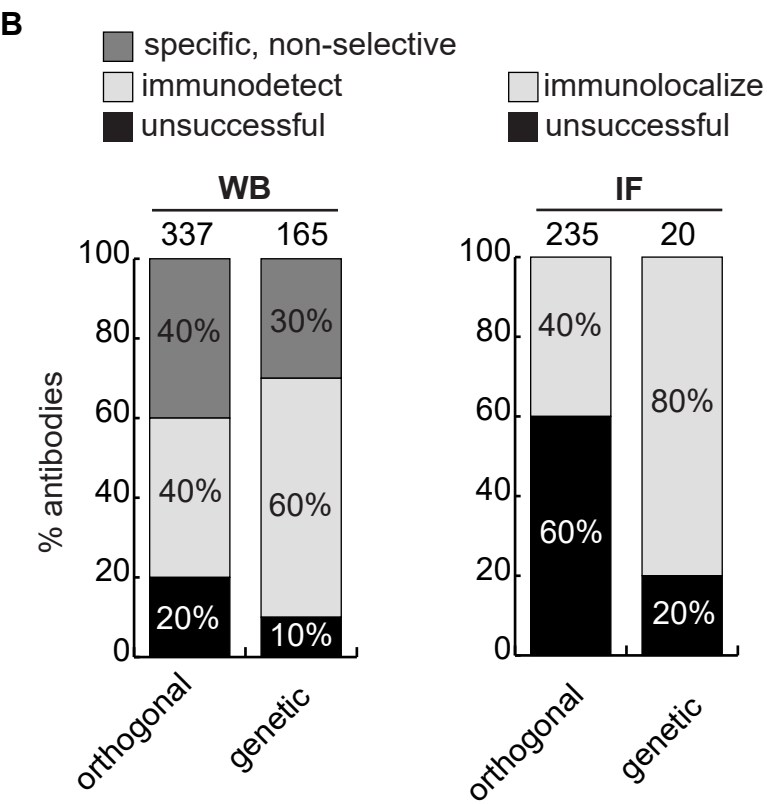 B
specific, non-selective
immunodetect
unsuccessful
immunolocalize
unsuccessful
WB
337 165
100
80
60
40
20
0
% antibodies
40%
30%
40%
60%
20%
10%
orthogonal
genetic
IF
235 20
100
80
60
40
20
0
40%
80%
60%
20%
orthogonal
genetic